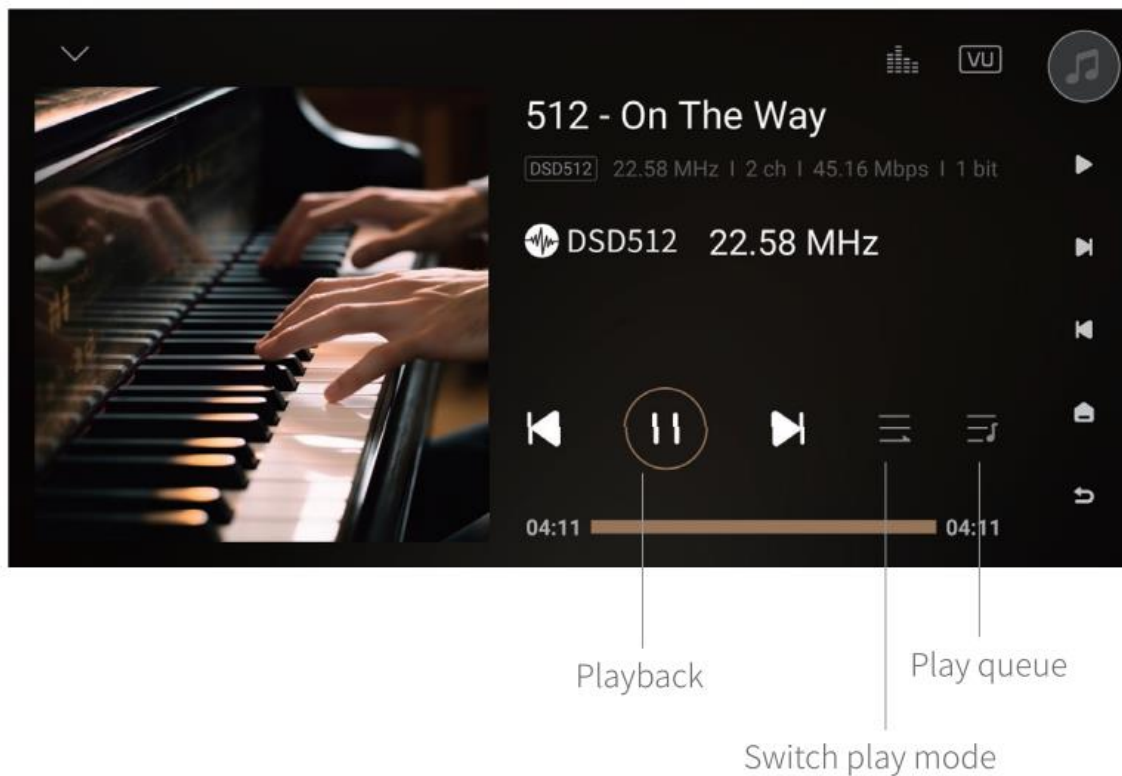 VU
512 - On The Way
DSD512 22.58 MHz | 2 ch | 45.16 Mbps | 1 bit
DSD512 22.58 MHz
04:11 04:11
Playback
Play queue
Switch play mode